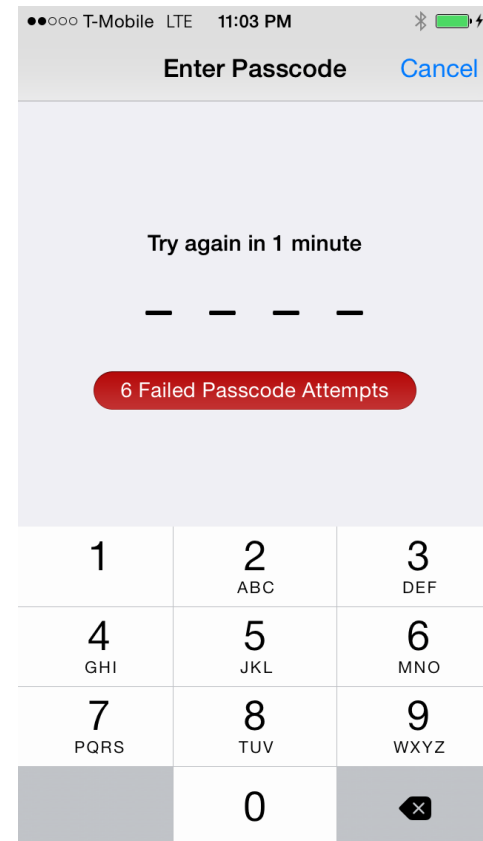 T-Mobile LTE 11:03 PM
Enter Passcode Cancel
Try again in 1 minute
6 Failed Passcode Attempts
1 2 3
ABC DEF
4 5 6
GHI JKL MNO
7 8 9
PQRS TUV WXYZ
0